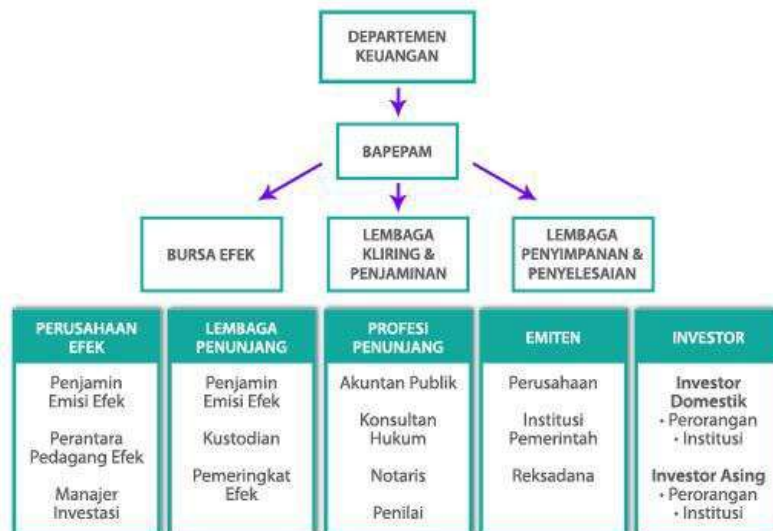 DEPARTEMEN
KEUANGAN
BAPEPAM
BURSA EFEK
LEMBAGA
KLIRING &
PENJAMINAN
LEMBAGA
PENYIMPANAN &
PENYELESAIAN
PERUSAHAAN
EFEK
Penjamin
Emisi Efek
Perantara
Pedagang Efek
Manajer
Investasi
LEMBAGA
PENUNJANG
Penjamin
Emisi Efek
Kustodian
Pemeringkat
Efek
PROFESI
PENUNJANG
Akuntan Publik
Konsultan
Hukum
Notaris
Penilai
EMITEN
Perusahaan
Institusi
Pemerintah
Reksadana
INVESTOR
Investor
Domestik
• Perorangan
• Institusi
Investor Asing
• Perorangan
• Institusi